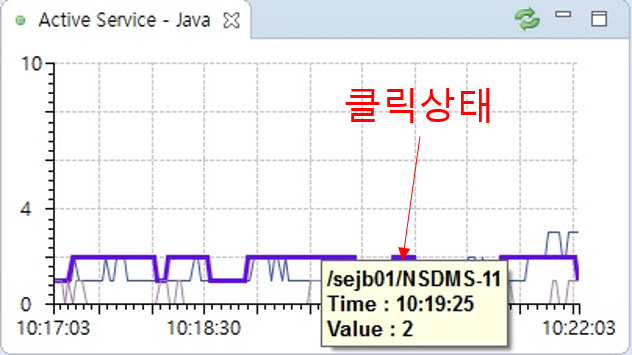 Active Service - Java
10
클릭상태
4
/sejb01/NSDMS-11
Time : 10:19:25
Value : 2
0
10:17:03
10:18:30
10:22:03